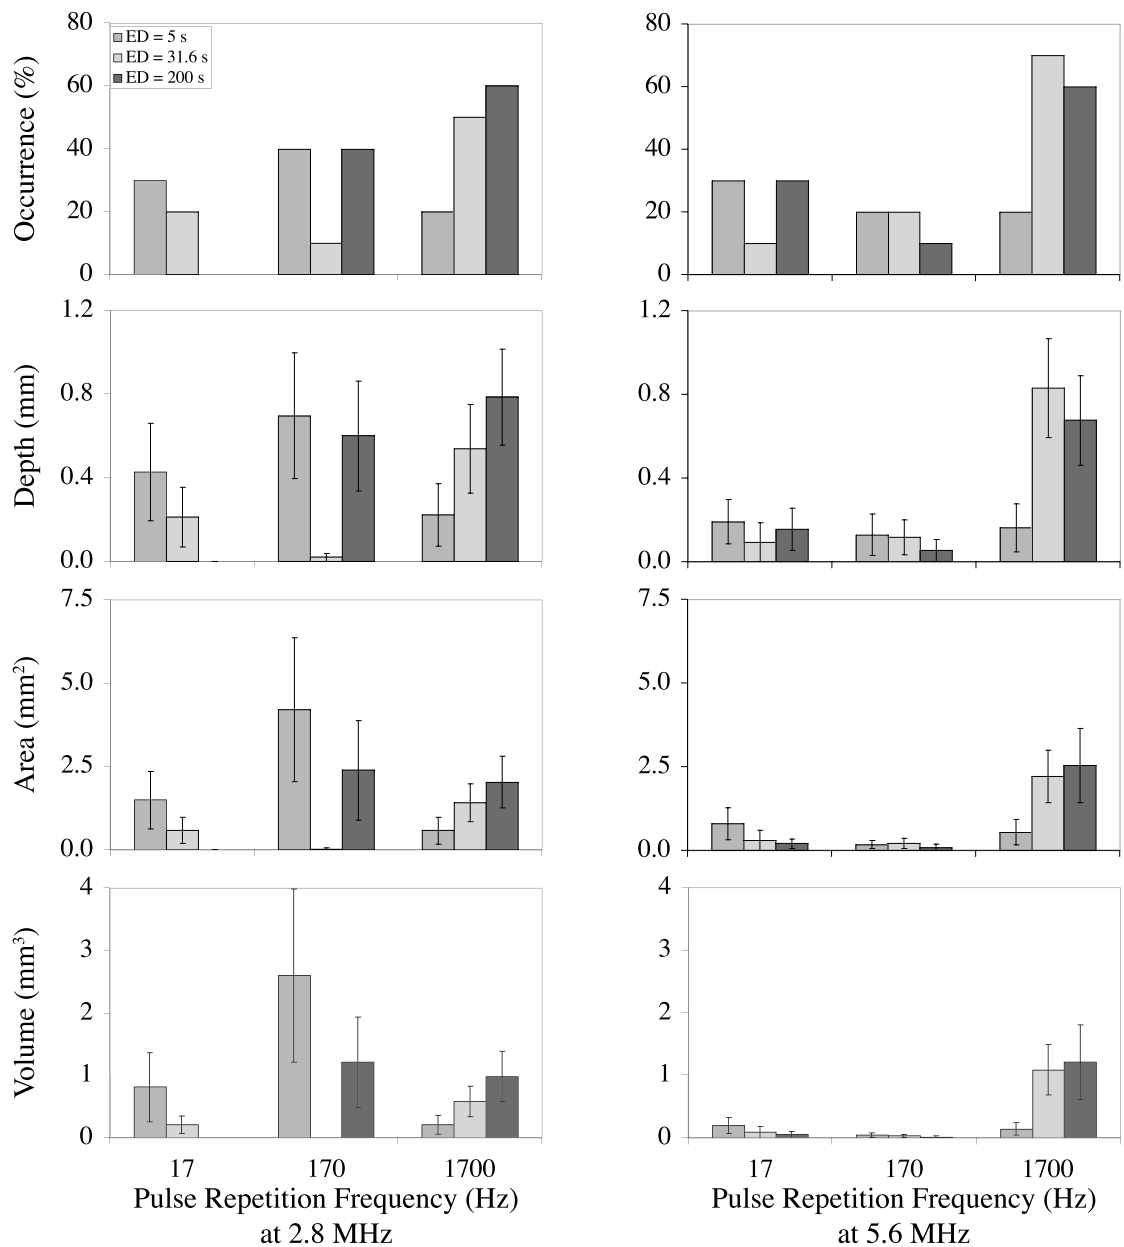 Occurrence (%)
80
60
40
20
0
ED = 5 s
ED = 31.6 s
ED = 200 s
80
60
40
20
0
Depth (mm)
1.2
0.8
0.4
0.0
1.2
0.8
0.4
0.0
Area (mm²)
7.5
5.0
2.5
0.0
7.5
5.0
2.5
0.0
Volume (mm³)
4
3
2
1
0
4
3
2
1
0
17 170 1700
Pulse Repetition Frequency (Hz)
at 2.8 MHz
17 170 1700
Pulse Repetition Frequency (Hz)
at 5.6 MHz